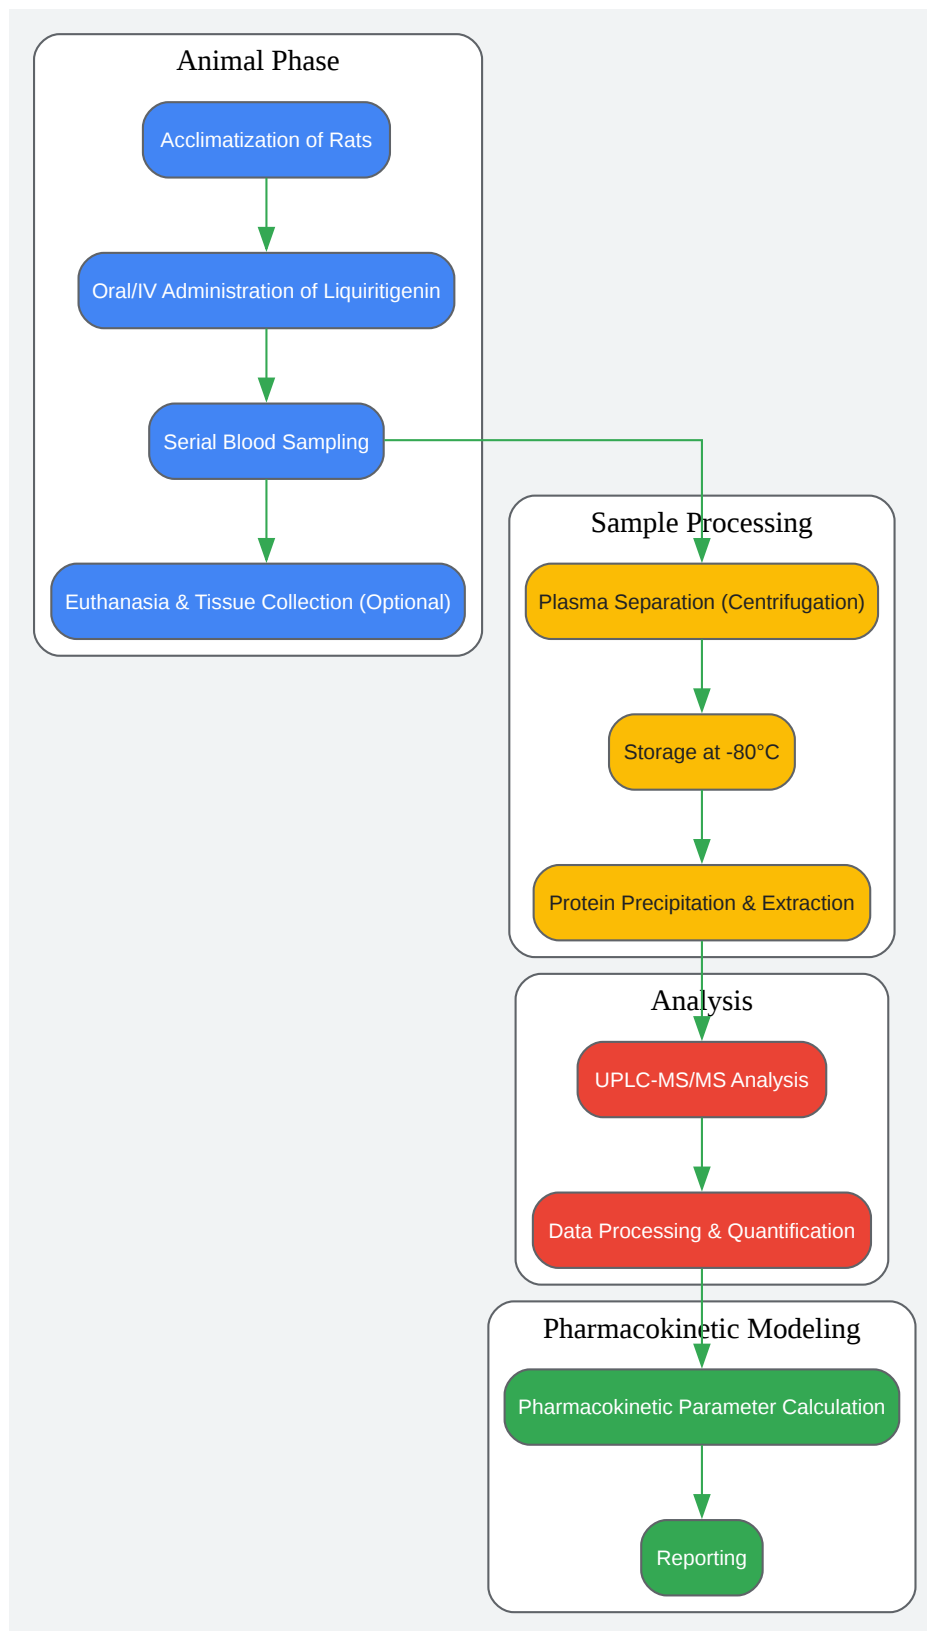 Animal Phase
Acclimatization of Rats
Oral/IV Administration of Liquiritigenin
Serial Blood Sampling
Euthanasia & Tissue Collection (Optional)
Sample Processing
Plasma Separation (Centrifugation)
Storage at -80°C
Protein Precipitation & Extraction
Analysis
UPLC-MS/MS Analysis
Data Processing & Quantification
Pharmacokinetic Modeling
Pharmacokinetic Parameter Calculation
Reporting